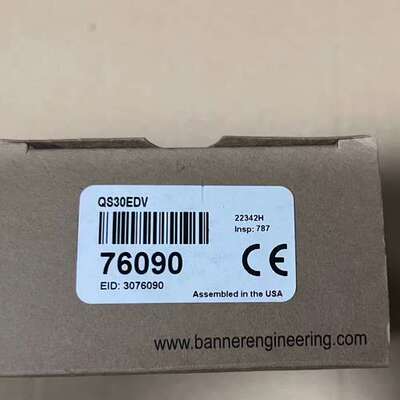 QS30EDV
22342H
Insp: 787
76090
CE
EID: 3076090
Assembled in the USA
www.bannerengineering.com